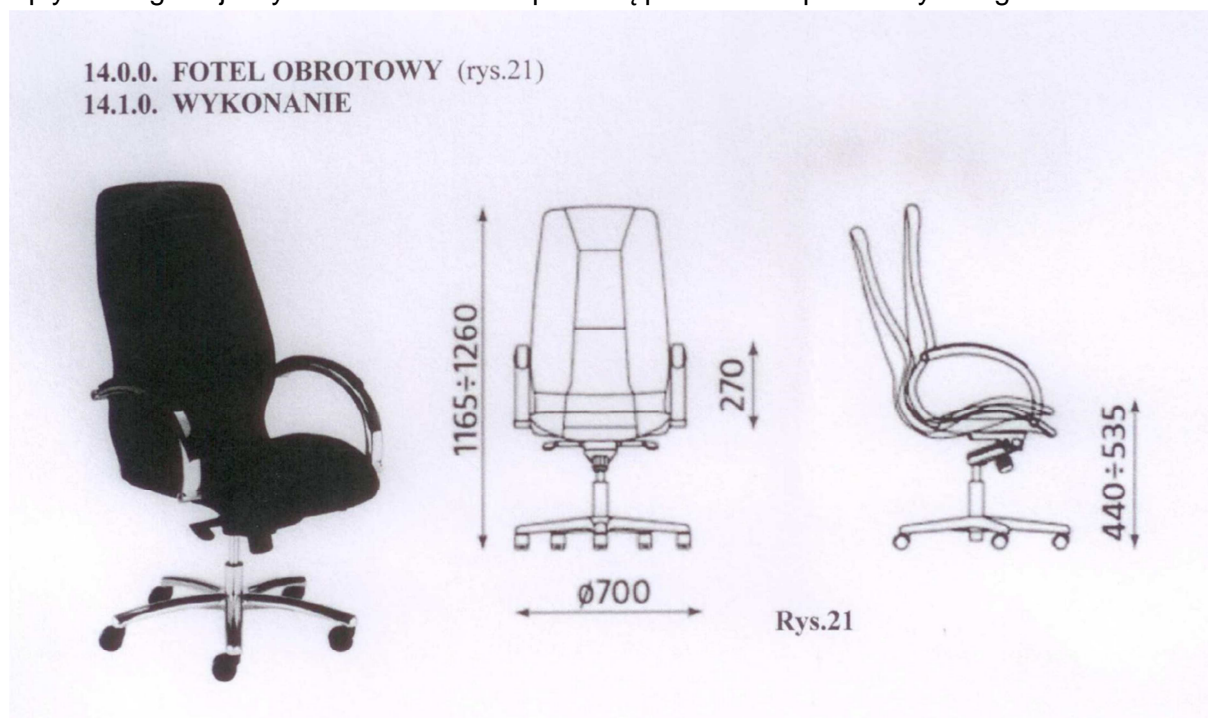 14.0.0. FOTEL OBROTOWY (rys.21)
14.1.0. WYKONANIE
1165÷1260
270
440÷535
ø700
Rys.21